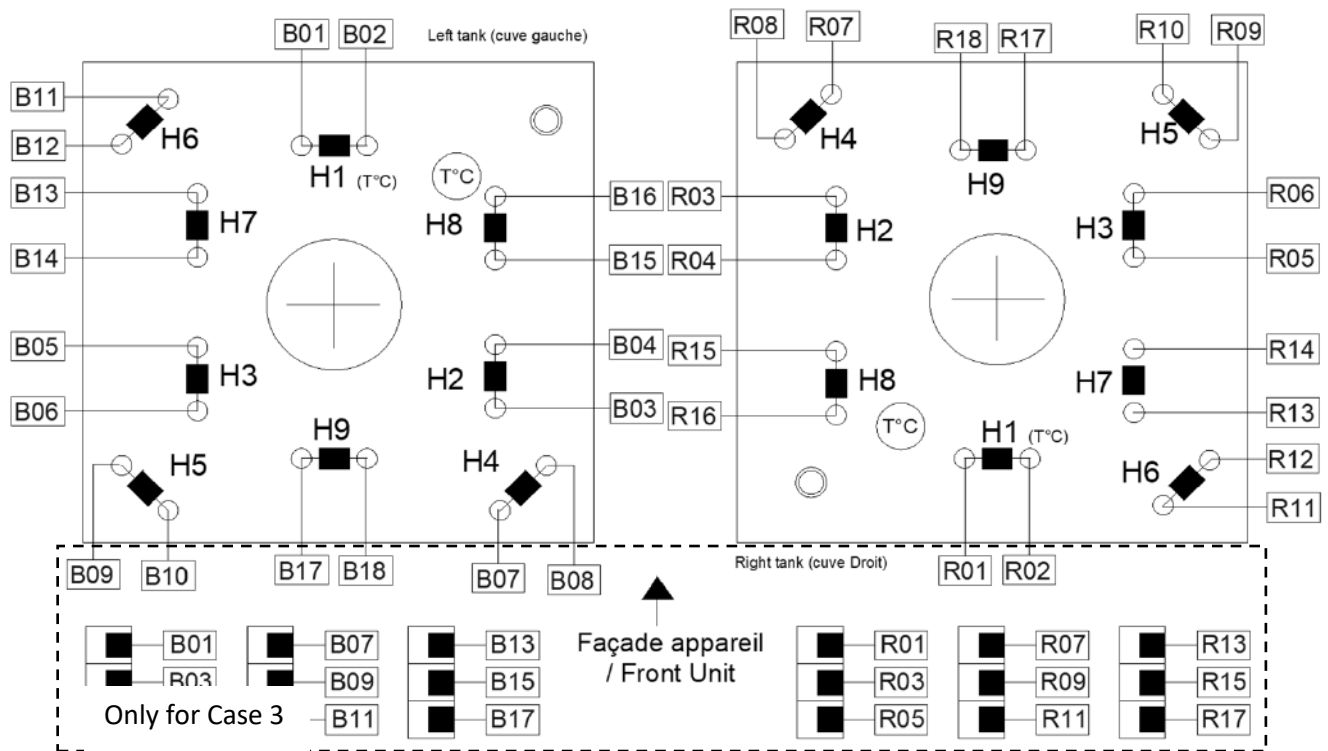 B01 B02 Left tank (cuve gauche) R08 R07 R18 R17 R10 R09
B11
H6
B12
H1 (T°C) T°C
H4
H9
H5
B13
H7
B14
H8
B16 R03
B15 R04
H2
H3
R06
R05
B05
H3
B06
H2
B04 R15
B03 R16
H8
H7
R14
R13
H9
H5
H4
T°C
H1 (T°C)
H6
R12
R11
B09 B10 B17 B18 B07 B08
Right tank (cuve Droit)
R01 R02
Façade appareil
/ Front Unit
B01 B07 B13 R01 R07 R13
B03 B09 B15 R03 R09 R15
B11 B17 R05 R11 R17
Only for Case 3